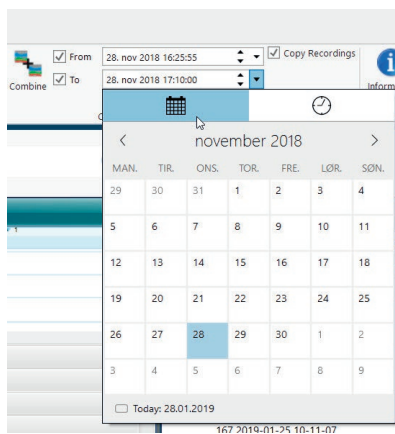 From 28. nov 2018 16:25:55 Copy Recordings
Combine To 28. nov 2018 17:10:00
november 2018
MAN. TIR. ONS. TOR. FRE. LØR. SØN.
29 30 31 1 2 3 4
5 6 7 8 9 10 11
12 13 14 15 16 17 18
19 20 21 22 23 24 25
26 27 28 29 30 1 2
3 4 5 6 7 8 9
Today: 28.01.2019
167 2019-01-25 10-11-07